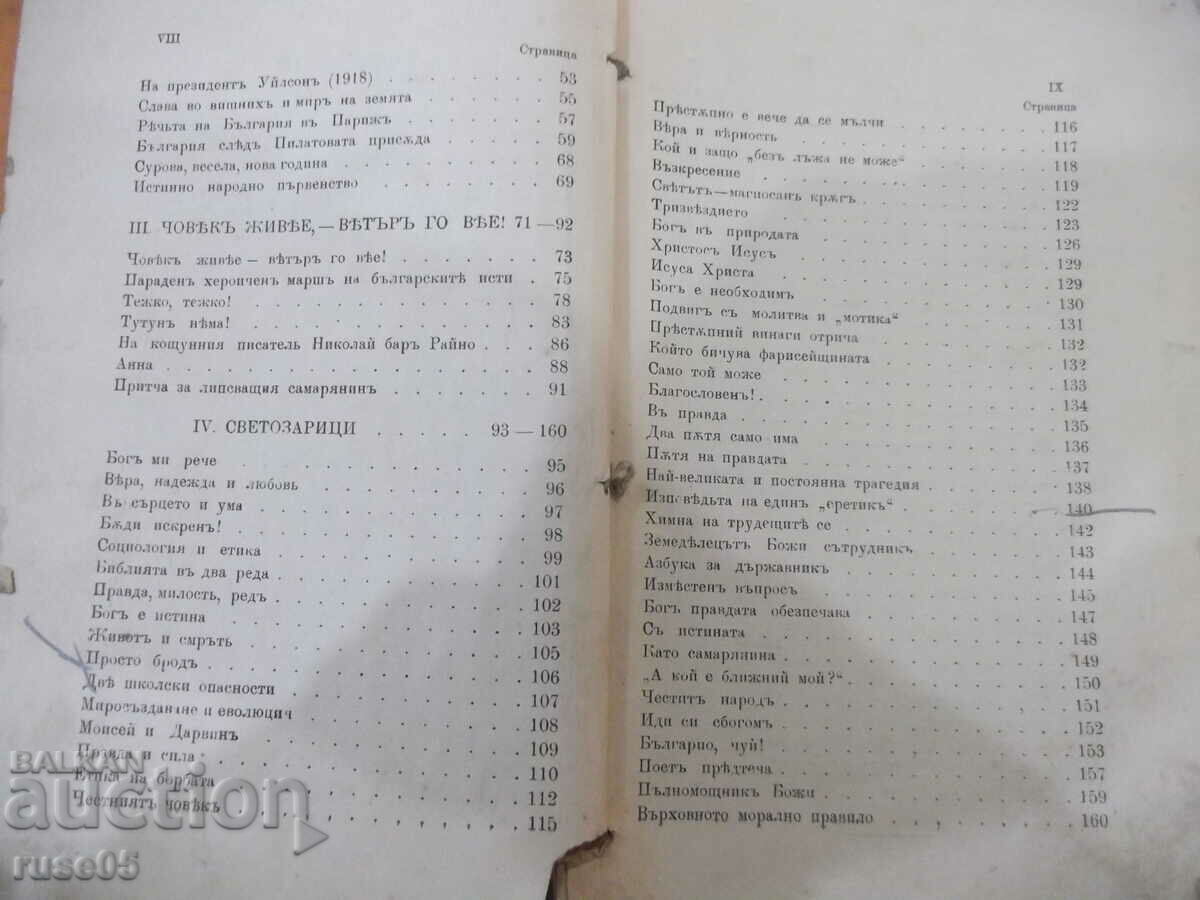 VIII
Страница
На президентъ Уйлсонъ (1918) . . . . . . . 53
Слава во вишнихъ и миръ на земята . . . . . . 55
Рѣчьта на България въ Парижъ . . . . . . . 57
България слѣдъ Пилатовата присѫда . . . . . . 59
Сурова, весела, нова година . . . . . . . . 68
Истинно народно първенство . . . . . . . 69
III. ЧОВѢКЪ ЖИВѢЕ, — ВѢТЪРЪ ГО ВѢЕ! 71 — 92
Човѣкъ живѣе — вѣтъръ го вѣе! . . . . . . . 73
Параденъ хероиченъ маршъ на българскитѣ исти . 75
Тежко, тежко! . . . . . . . . . . . 78
Тутунъ нѣма! . . . . . . . . . . . 83
На кощунния писатель Николай баръ Райно . . . . 86
Анна . . . . . . . . . . . . . . 88
Притча за липсващия самарянинъ . . . . . . . 91
IV. СВЕТОЗАРИЦИ . . . . . 93 — 160
Богъ ми рече . . . . . . . . . . . 95
Вѣра, надежда и любовь . . . . . . . . . 96
Въ сърцето и ума . . . . . . . . . . 97
Бѫди искренъ! . . . . . . . . . . . 98
Социология и етика . . . . . . . . . . 99
Библията въ два реда . . . . . . . . . 101
Правда, милость, редъ . . . . . . . . . 102
Богъ е истина . . . . . . . . . . . 103
Животъ и смрътъ . . . . . . . . . . 105
Просто бродъ . . . . . . . . . . . 106
Двѣ школски опасности . . . . . . . . . 107
Миросъздание и еволюция . . . . . . . . 108
Моисей и Дарвинъ . . . . . . . . . . 109
Правда и сила . . . . . . . . . . . 110
Етика на борбата . . . . . . . . . . 112
Честниятъ човѣкъ . . . . . . . . . . 115
IX
Страница
Прѣстѫпно е вече да се мълчи . . . . . . . 116
Вѣра и вѣрность . . . . . . . . . . 117
Кой и защо „безъ лъжа не може“ . . . . . . 118
Възкресение . . . . . . . . . . . 119
Свѣтътъ — магносанъ крѫгъ . . . . . . . . 122
Тризвѣздието . . . . . . . . . . . 123
Богъ въ природата . . . . . . . . . . 126
Христосъ Исусъ . . . . . . . . . . 129
Исуса Христа . . . . . . . . . . . 129
Богъ е необходимъ . . . . . . . . . . 130
Подвигъ съ молитва и „мотика“ . . . . . . . 131
Прѣстѫпний винаги отрича . . . . . . . . 132
Който бичува фарисейщината . . . . . . . . 132
Само той може . . . . . . . . . . . 133
Благословенъ! . . . . . . . . . . . 134
Въ правда . . . . . . . . . . . . 135
Два пѫтя само има . . . . . . . . . . 136
Пѫтя на правдата . . . . . . . . . . 137
Най-великата и постоянна трагедия . . . . . . 138
Изповѣдьта на единъ „еретикъ“ . . . . . . . 140
Химна на трудещитѣ се . . . . . . . . . 142
Земеделецътъ Божи сътрудникъ . . . . . . . 143
Азбука за държавникъ . . . . . . . . . 144
Измѣстенъ въпросъ . . . . . . . . . . 145
Богъ правдата обезпечава . . . . . . . . 147
Съ истината . . . . . . . . . . . 148
Като самарянина . . . . . . . . . . 149
„А кой е ближний мой?“ . . . . . . . . . 150
Честитъ народъ . . . . . . . . . . . 151
Иди си сбогомъ . . . . . . . . . . . 152
Българио, чуй! . . . . . . . . . . . 153
Поетъ прѣдтеча . . . . . . . . . . . 157
Пълномощникъ Божи . . . . . . . . . . 159
Върховното морално правило . . . . . . . . 160
BALKAN
auction
ruse05